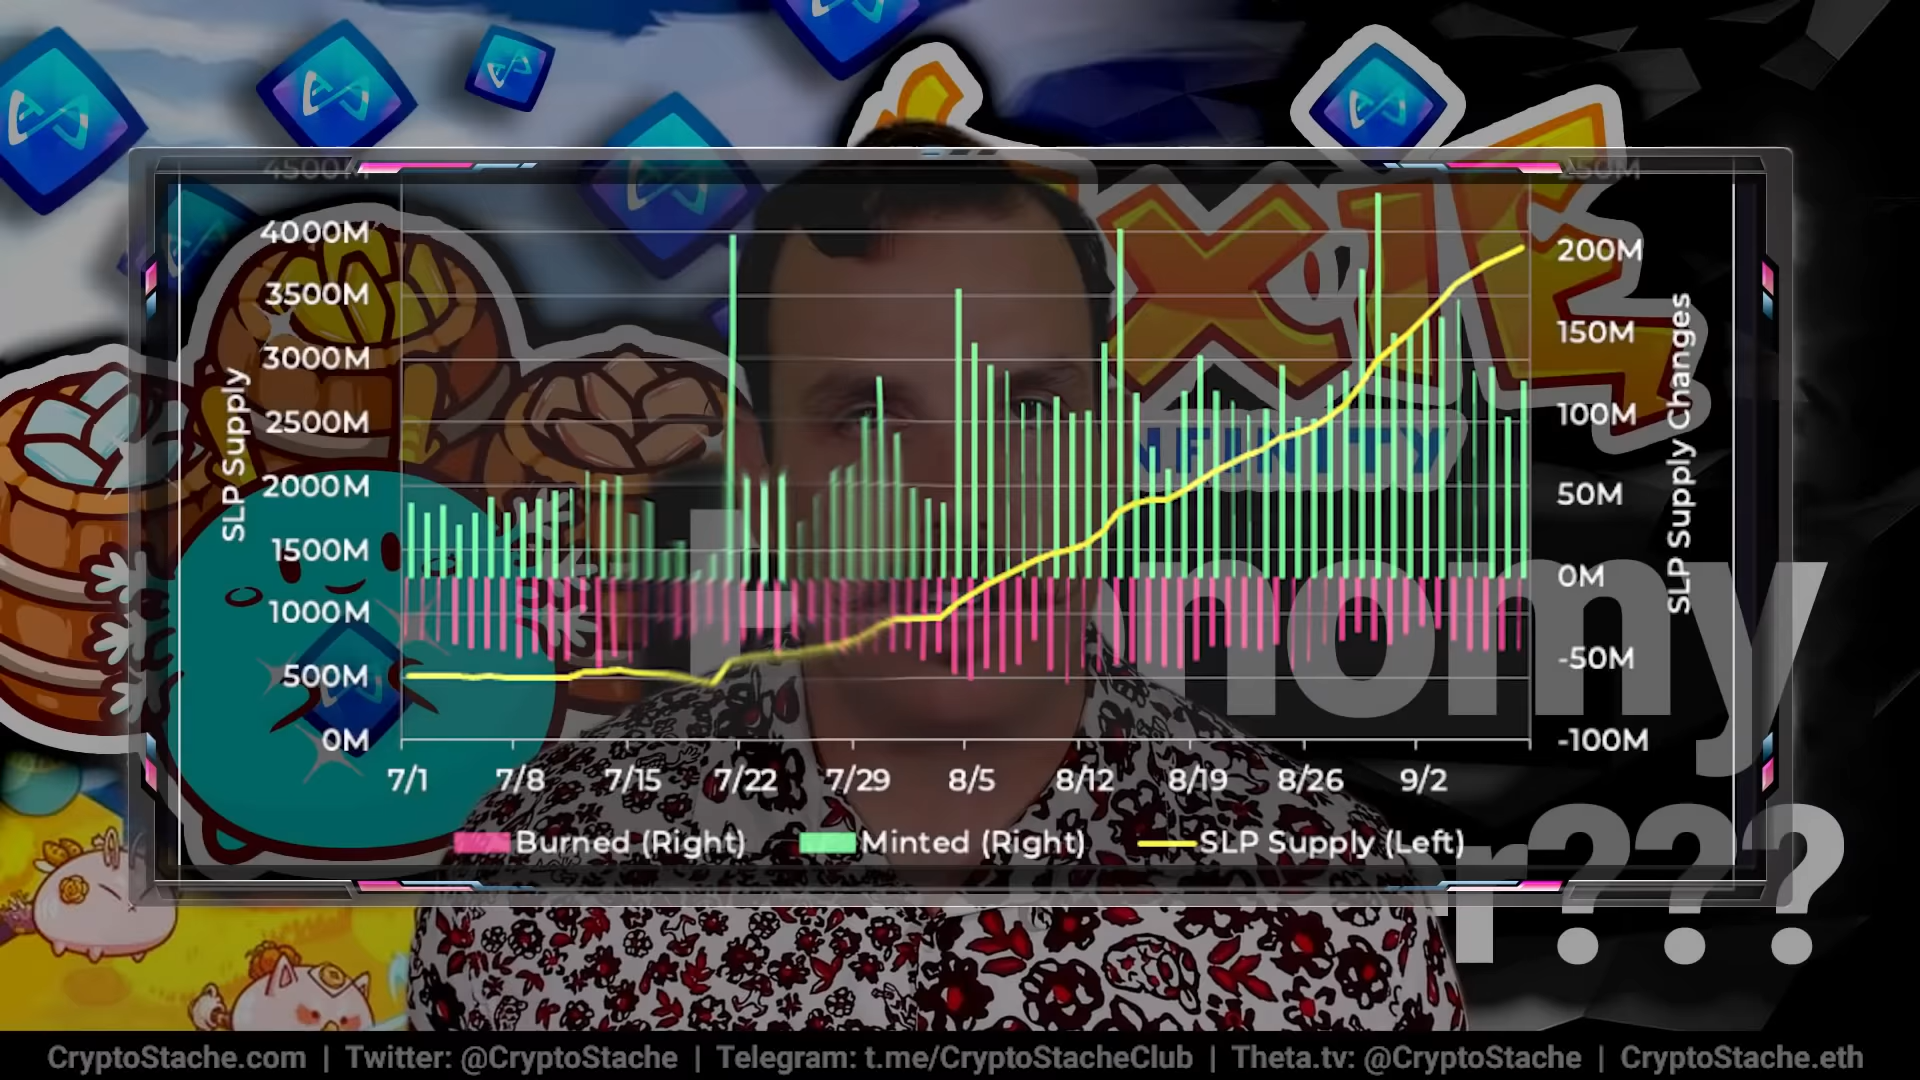 4500M
250M
4000M
3500M
3000M
2500M
2000M
1500M
1000M
500M
0M
SLP Supply
200M
150M
100M
50M
0M
-50M
-100M
SLP Supply Changes
7/1 7/8 7/15 7/22 7/29 8/5 8/12 8/19 8/26 9/2
Burned (Right) Minted (Right) SLP Supply (Left)
CryptoStache.com | Twitter: @CryptoStache | Telegram: t.me/CryptoStacheClub | Theta.tv: @CryptoStache | CryptoStache.eth